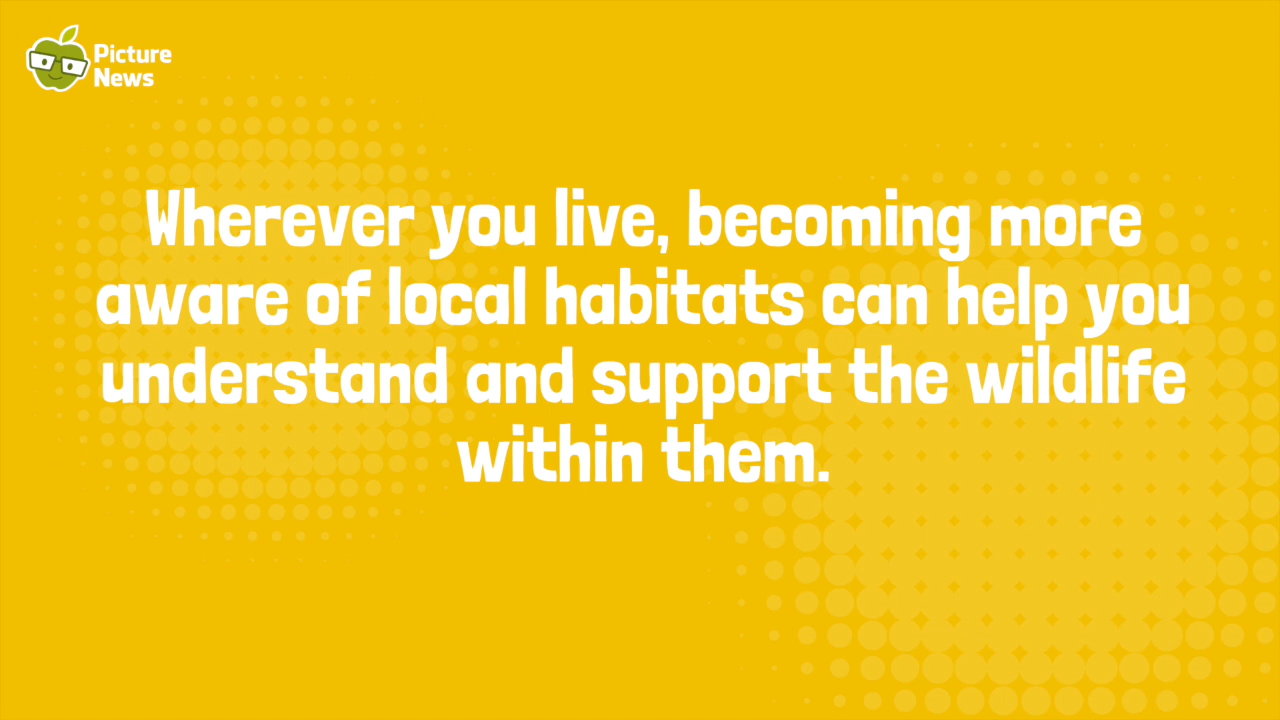 Picture
News
Wherever you live, becoming more
aware of local habitats can help you
understand and support the wildlife
within them.